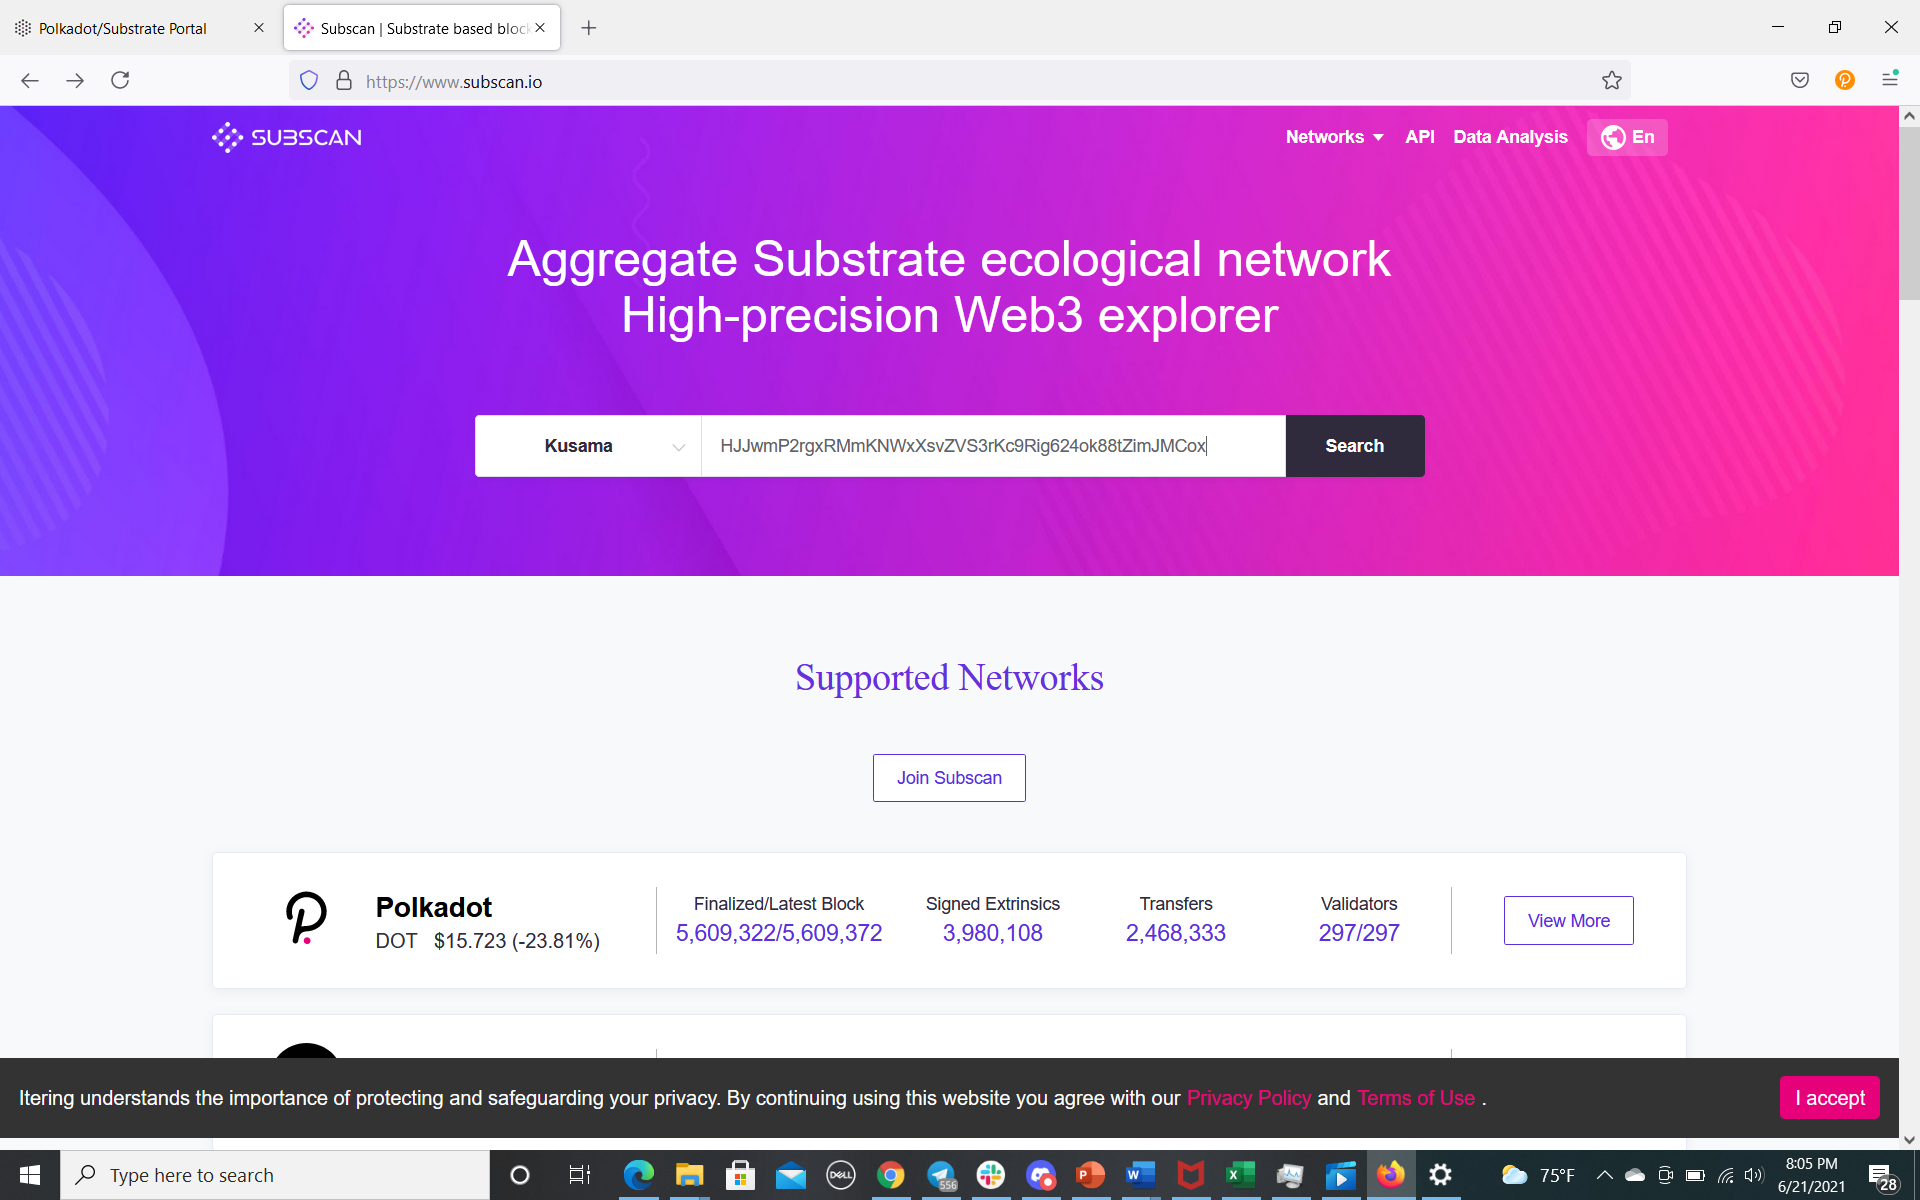 Polkadot/Substrate Portal
Subscan | Substrate based bloc
https://www.subscan.io
SUBSCAN
Networks API Data Analysis En
Aggregate Substrate ecological network
High-precision Web3 explorer
Kusama
HJJwmP2rgxRMmKNWxXsvZVS3rKc9Rig624ok88tZimJMCox
Search
Supported Networks
Join Subscan
Polkadot
DOT $15.723 (-23.81%)
Finalized/Latest Block
5,609,322/5,609,372
Signed Extrinsics
3,980,108
Transfers
2,468,333
Validators
297/297
View More
Itering understands the importance of protecting and safeguarding your privacy. By continuing using this website you agree with our Privacy Policy and Terms of Use .
I accept
Type here to search
DELL
556
P
W
X
75°F
8:05 PM
6/21/2021
28